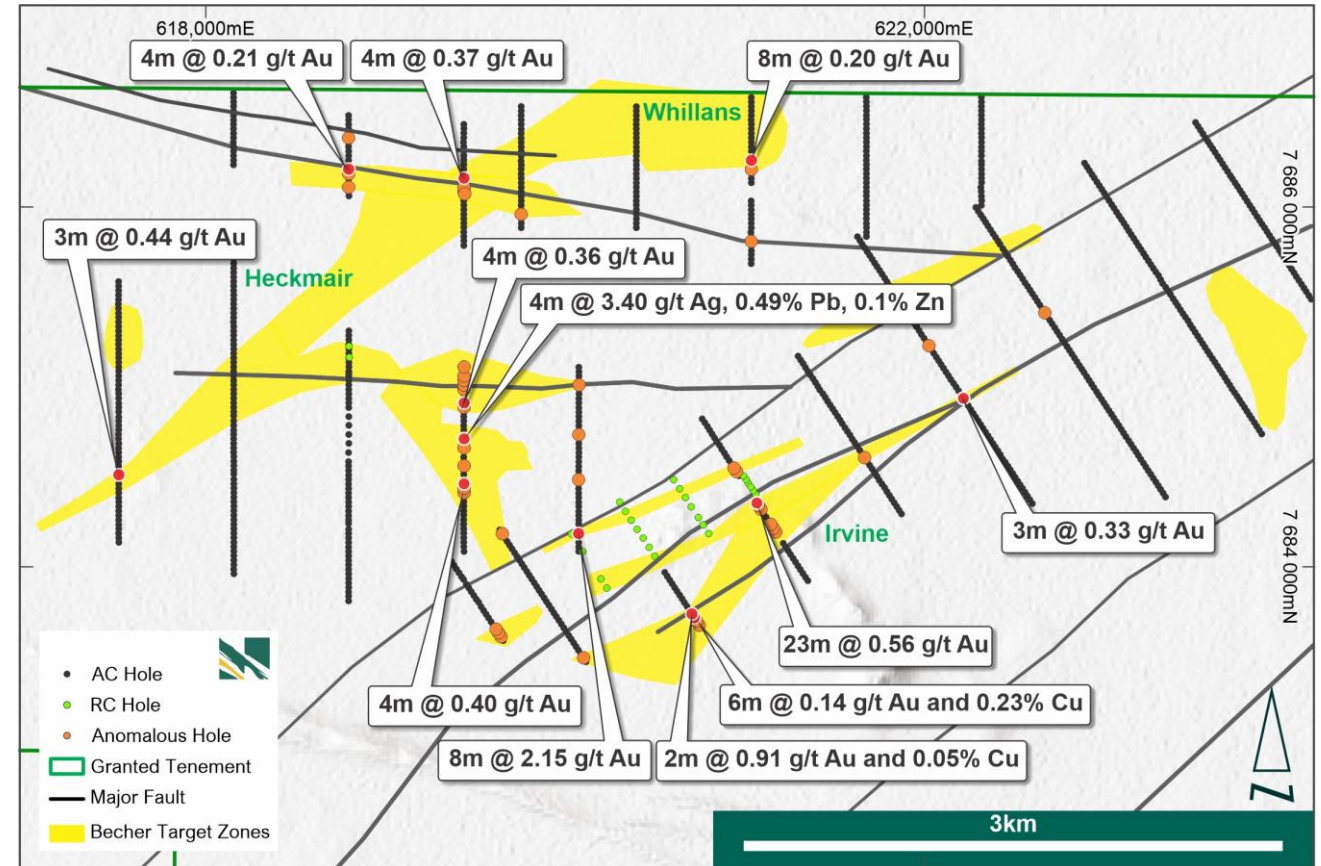 618,000mE
622,000mE
4m @ 0.21 g/t Au
4m @ 0.37 g/t Au
8m @ 0.20 g/t Au
Whillans
7 6686 000mN
3m @ 0.44 g/t Au
Heckmair
4m @ 0.36 g/t Au
4m @ 3.40 g/t Ag, 0.49% Pb, 0.1% Zn
Irvine
3m @ 0.33 g/t Au
7 684 000mN
23m @ 0.56 g/t Au
4m @ 0.40 g/t Au
6m @ 0.14 g/t Au and 0.23% Cu
8m @ 2.15 g/t Au
2m @ 0.91 g/t Au and 0.05% Cu
AC Hole
RC Hole
Anomalous Hole
Granted Tenement
Major Fault
Becher Target Zones
N
3km